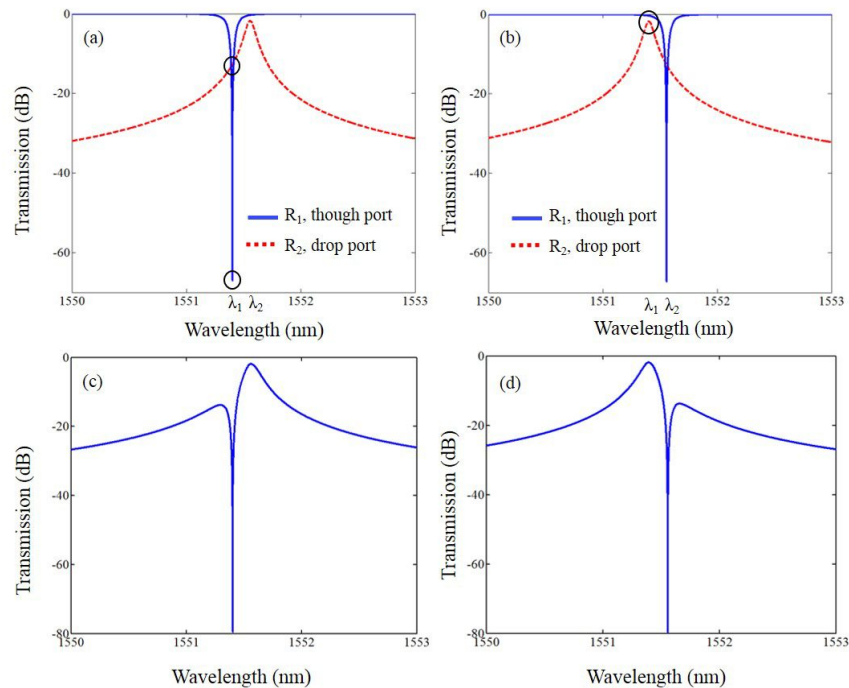 (a)
0
-20
-40
-60
Transmission (dB)
R1, though port
R2, drop port
λ1 λ2
1550
1551
1552
1553
Wavelength (nm)
(b)
0
-20
-40
-60
Transmission (dB)
R1, though port
R2, drop port
λ1 λ2
1550
1551
1552
1553
Wavelength (nm)
(c)
0
-20
-40
-60
-80
Transmission (dB)
1550
1551
1552
1553
Wavelength (nm)
(d)
0
-20
-40
-60
-80
Transmission (dB)
1550
1551
1552
1553
Wavelength (nm)